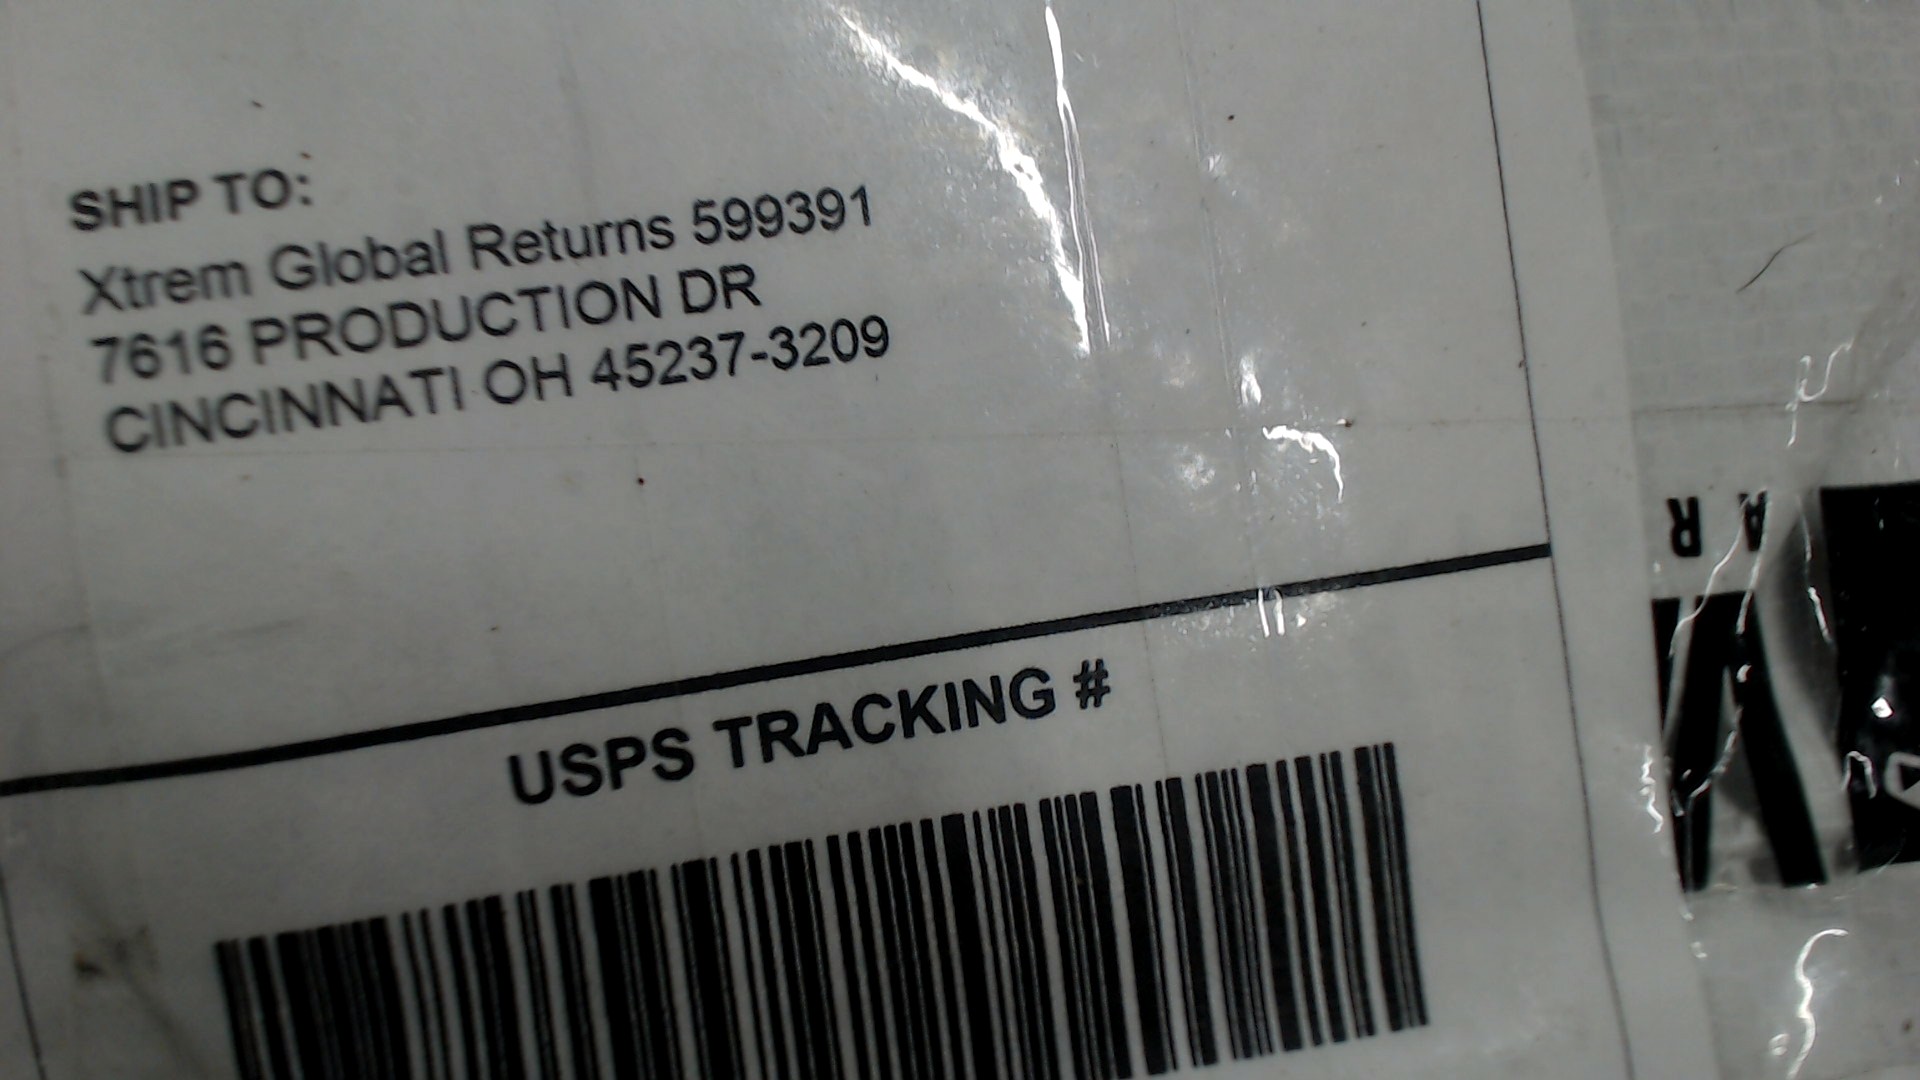 SHIP TO:
Xtrem Global Returns 599391
7616 PRODUCTION DR
CINCINNATI OH 45237-3209
USPS TRACKING #
A R